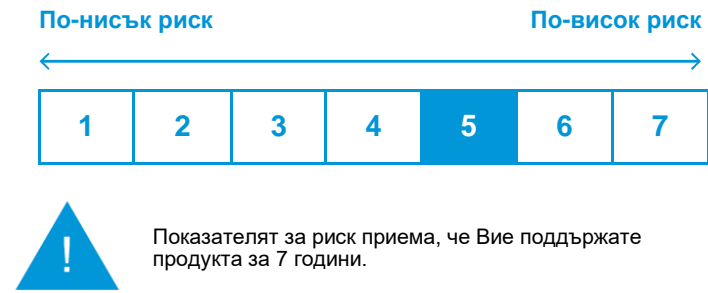 По-нисък риск По-висок риск
1 2 3 4 5 6 7
!
Показателят за риск приема, че Вие поддържате
продукта за 7 години.